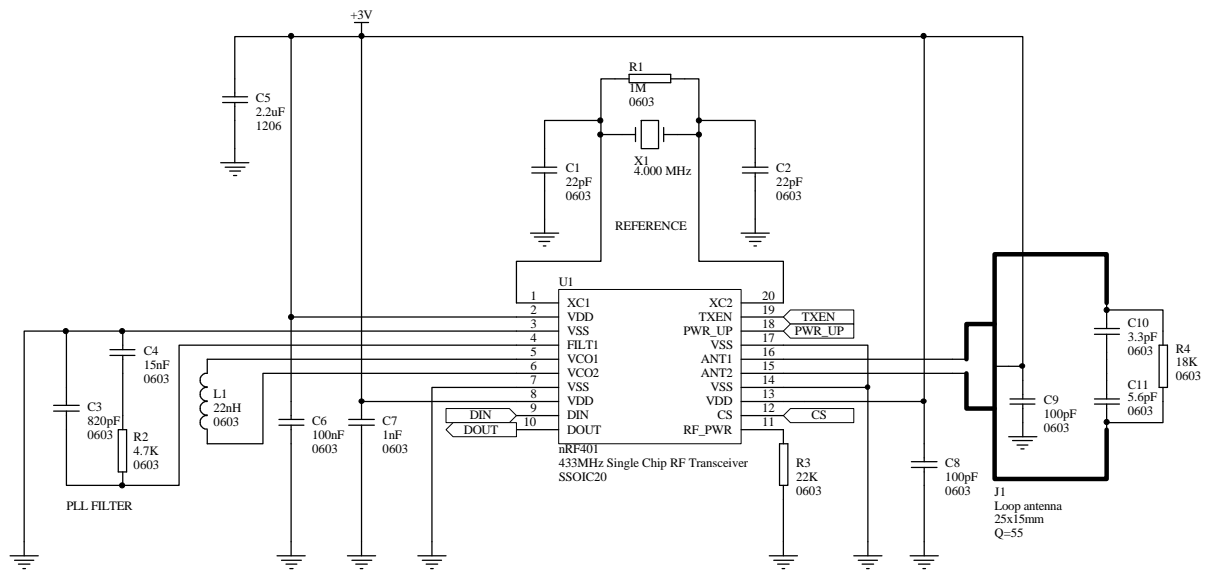 +3V
R1
1M
0603
C5
2.2uF
1206
X1
4.000 MHz
C1
22pF
0603
C2
22pF
0603
REFERENCE
U1
1 XC1 XC2 20
2 VDD TXEN 19 TXEN
3 VSS PWR_UP 18 PWR_UP
4 FILT1 VSS 17
5 VCO1 ANT1 16
6 VCO2 ANT2 15
7 VSS VSS 14
8 VDD VDD 13
DIN 9 DIN CS 12 CS
DOUT 10 DOUT RF_PWR 11
nRF401
433MHz Single Chip RF Transceiver
SSOIC20
C4
15nF
0603
C3
820pF
0603
R2
4.7K
0603
PLL FILTER
L1
22nH
0603
C6
100nF
0603
C7
1nF
0603
R3
22K
0603
C8
100pF
0603
C9
100pF
0603
C10
3.3pF
0603
C11
5.6pF
0603
R4
18K
0603
J1
Loop antenna
25x15mm
Q=55